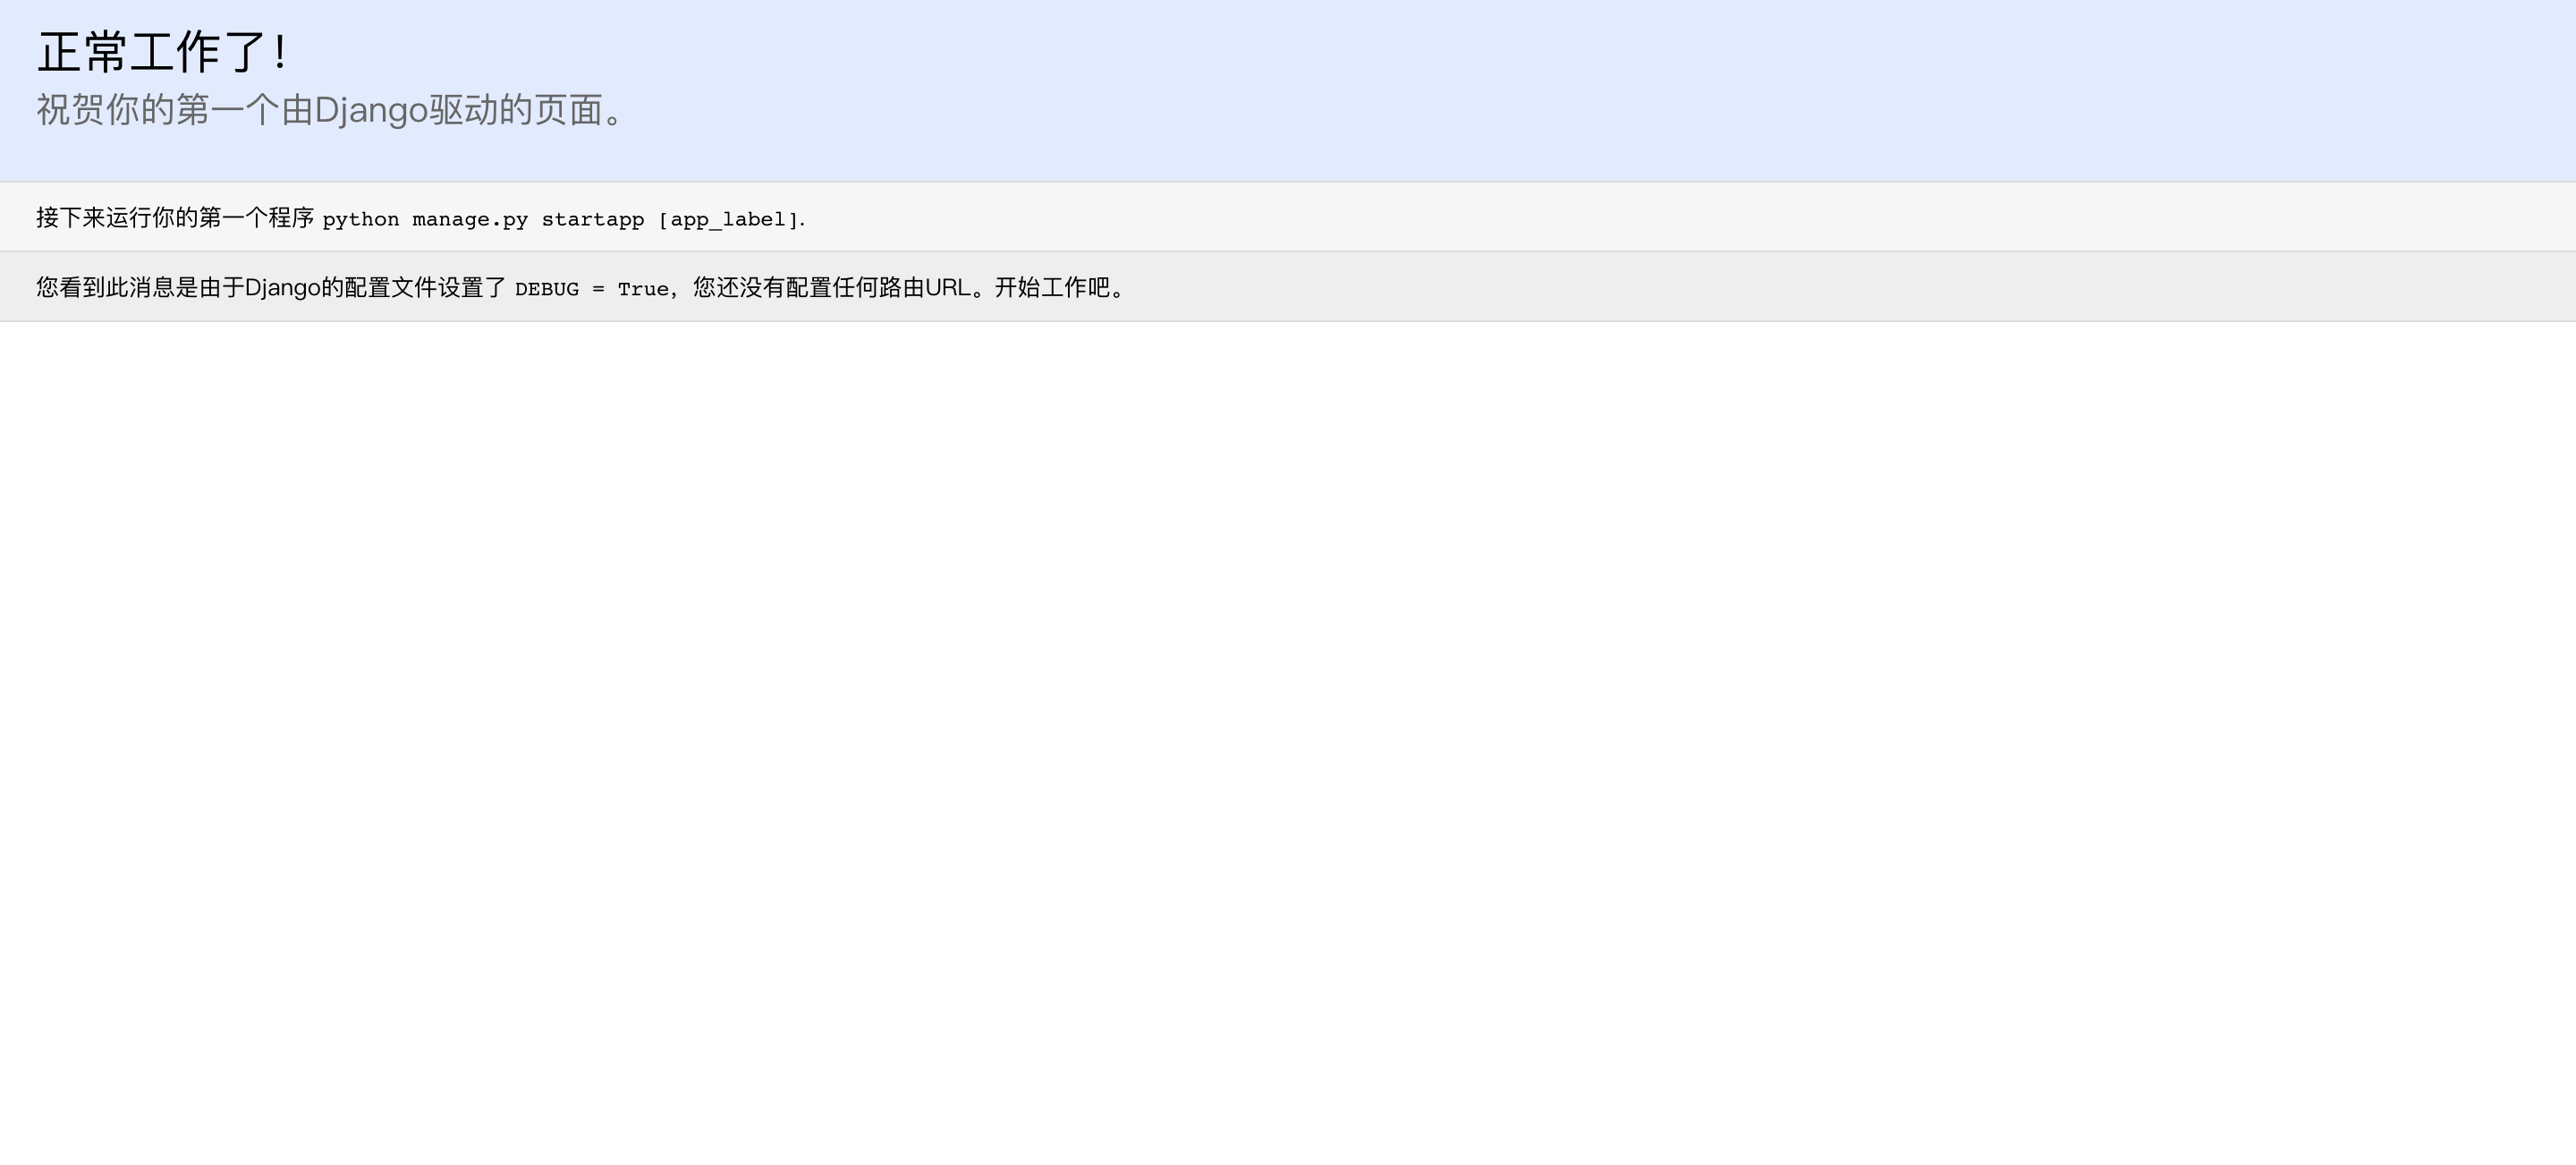 正常工作了！
祝贺你的第一个由Django驱动的页面。
接下来运行你的第一个程序 python manage.py startapp [app_label].
您看到此消息是由于Django的配置文件设置了 DEBUG = True，您还没有配置任何路由URL。开始工作吧。